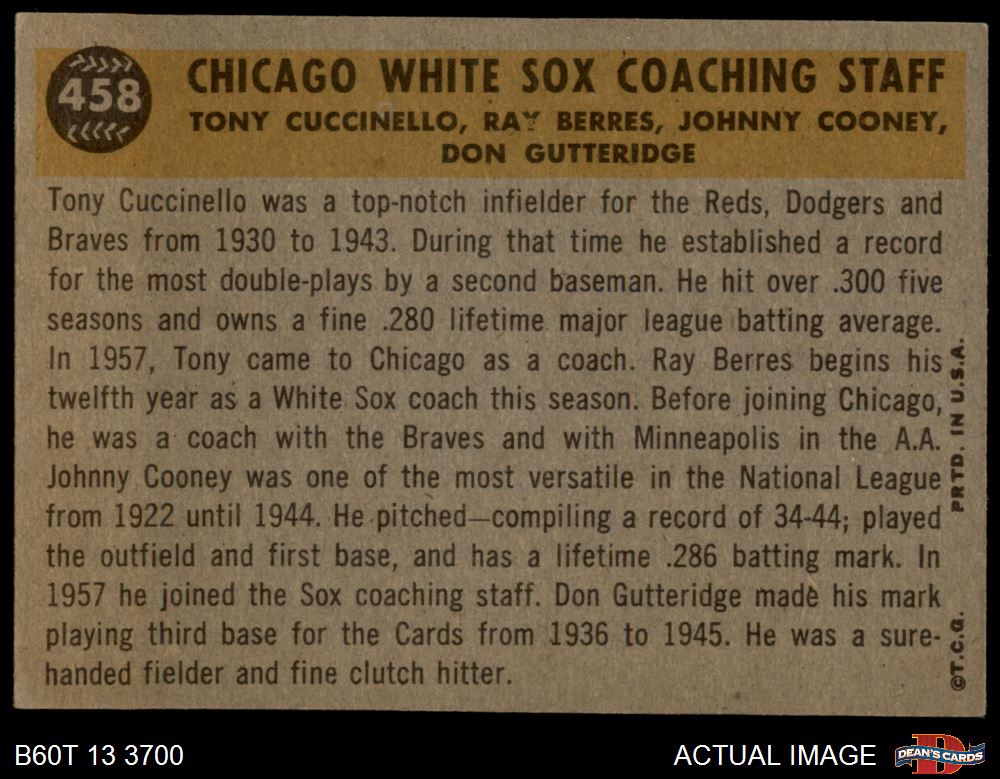 458
CHICAGO WHITE SOX COACHING STAFF
TONY CUCCINELLO, RAY BERRES, JOHNNY COONEY,
DON GUTTERIDGE
Tony Cuccinello was a top-notch infielder for the Reds, Dodgers and
Braves from 1930 to 1943. During that time he established a record
for the most double-plays by a second baseman. He hit over .300 five
seasons and owns a fine .280 lifetime major league batting average.
In 1957, Tony came to Chicago as a coach. Ray Berres begins his
twelfth year as a White Sox coach this season. Before joining Chicago,
he was a coach with the Braves and with Minneapolis in the A.A.
Johnny Cooney was one of the most versatile in the National League
from 1922 until 1944. He pitched—compiling a record of 34-44; played
the outfield and first base, and has a lifetime .286 batting mark. In
1957 he joined the Sox coaching staff. Don Gutteridge made his mark
playing third base for the Cards from 1936 to 1945. He was a sure-
handed fielder and fine clutch hitter.
©T.C.G. PRTD. IN U.S.A.
B60T 13 3700
ACTUAL IMAGE
DEAN'S CARDS